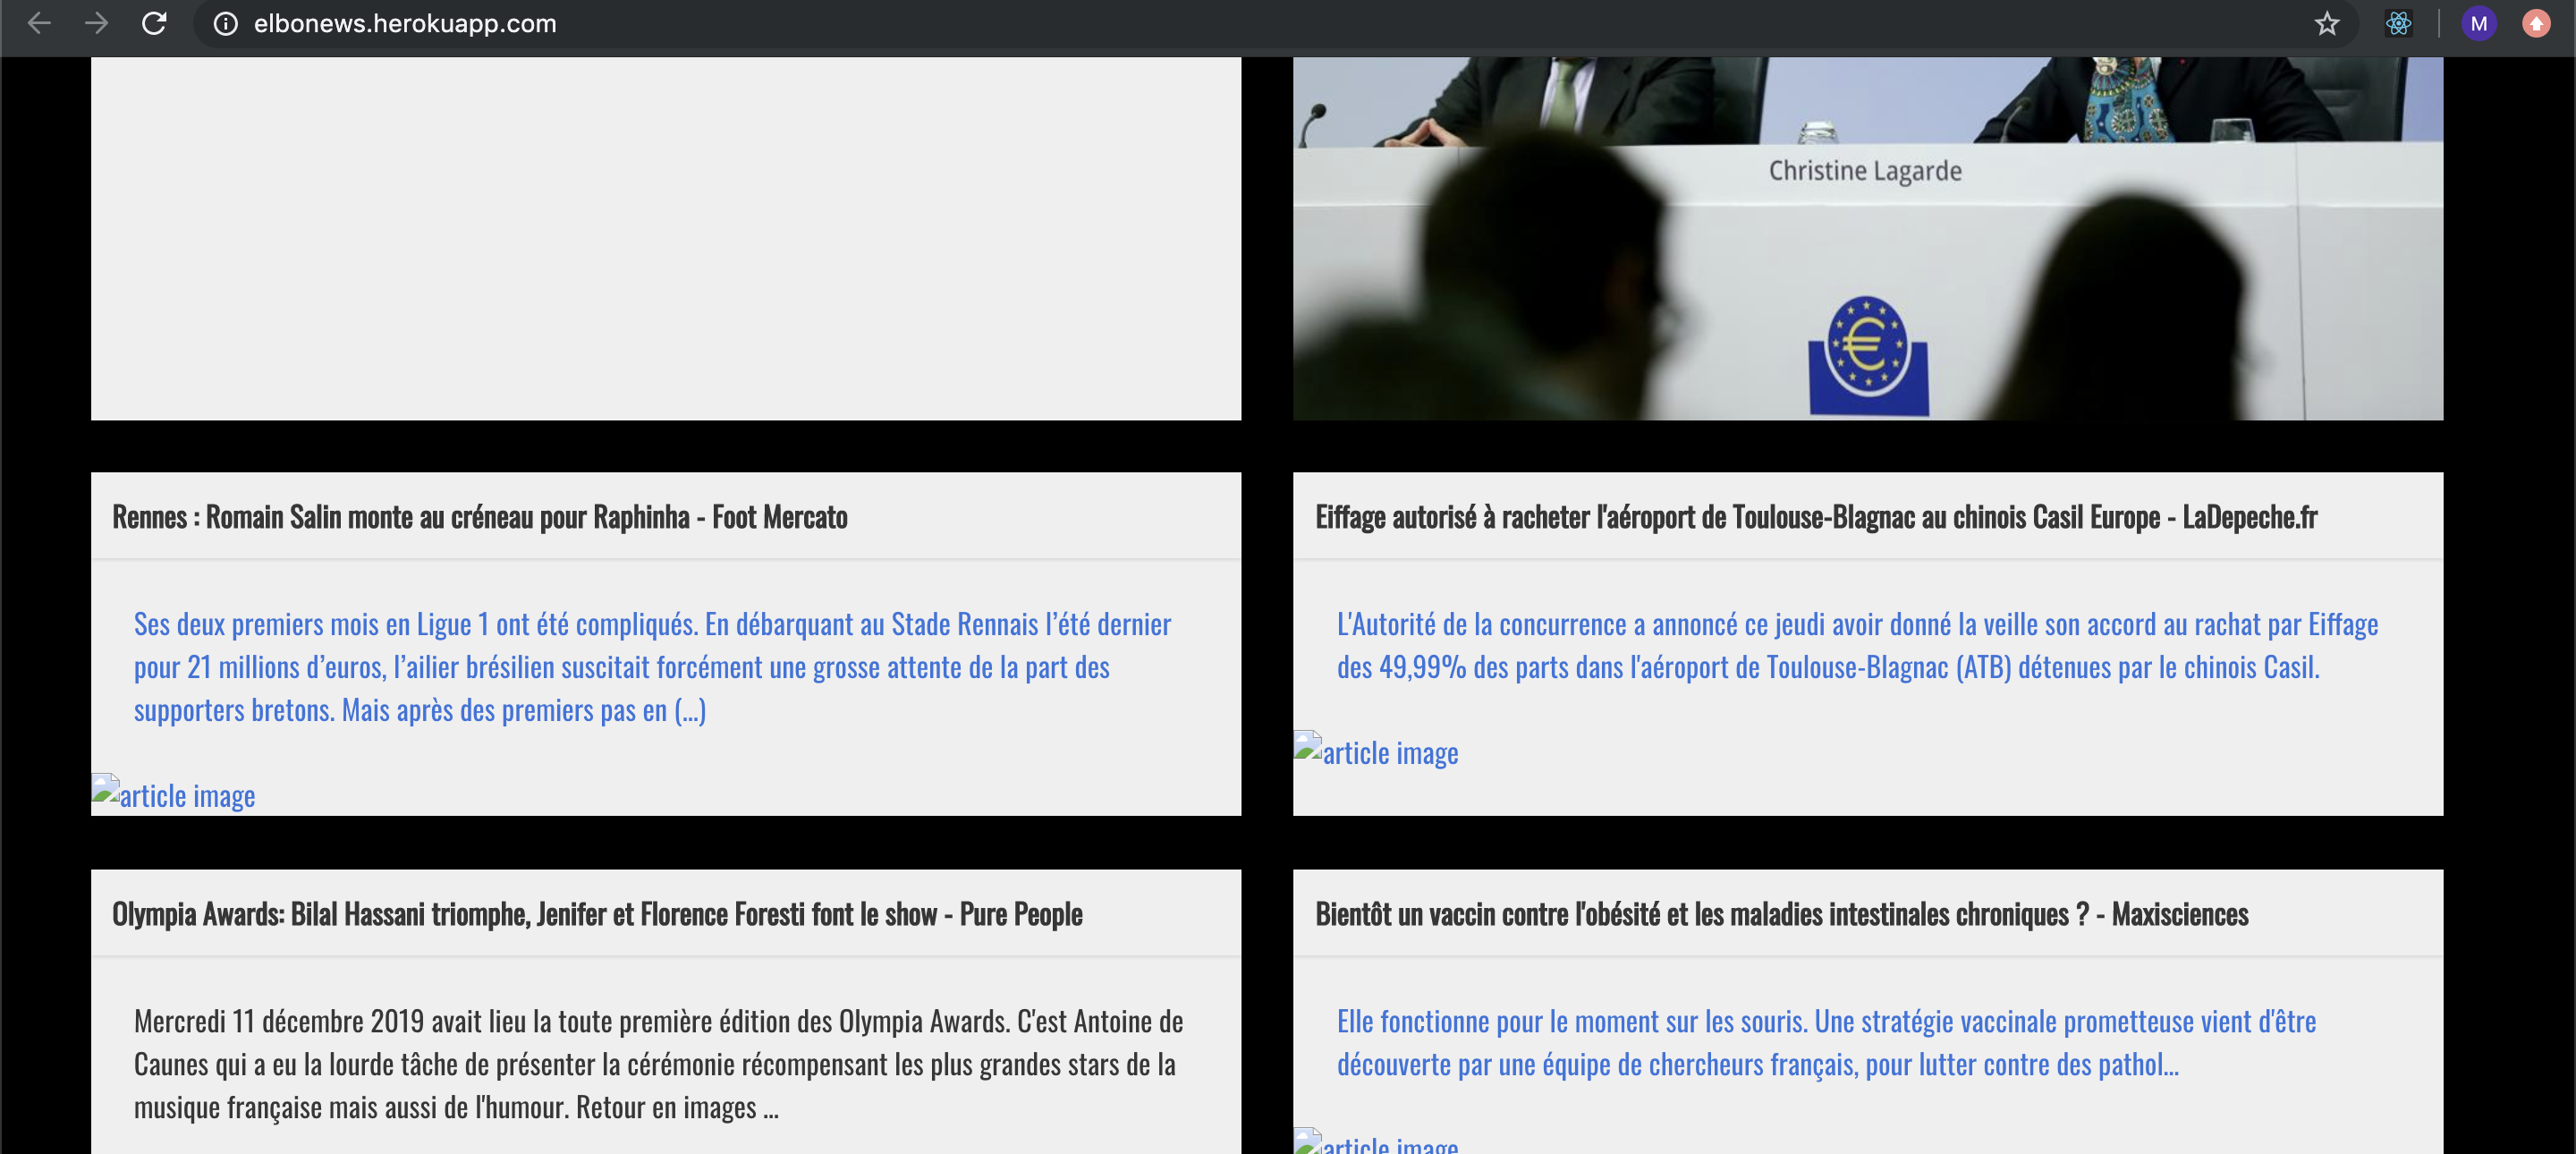 elbonews.herokuapp.com
M
Christine Lagarde
€
Rennes : Romain Salin monte au créneau pour Raphinha - Foot Mercato
Ses deux premiers mois en Ligue 1 ont été compliqués. En débarquant au Stade Rennais l’été dernier
pour 21 millions d’euros, l’ailier brésilien suscitait forcément une grosse attente de la part des
supporters bretons. Mais après des premiers pas en (...)
article image
Eiffage autorisé à racheter l'aéroport de Toulouse-Blagnac au chinois Casil Europe - LaDepeche.fr
L'Autorité de la concurrence a annoncé ce jeudi avoir donné la veille son accord au rachat par Eiffage
des 49,99% des parts dans l'aéroport de Toulouse-Blagnac (ATB) détenues par le chinois Casil.
article image
Olympia Awards: Bilal Hassani triomphe, Jenifer et Florence Foresti font le show - Pure People
Mercredi 11 décembre 2019 avait lieu la toute première édition des Olympia Awards. C'est Antoine de
Caunes qui a eu la lourde tâche de présenter la cérémonie récompensant les plus grandes stars de la
musique française mais aussi de l'humour. Retour en images ...
Bientôt un vaccin contre l'obésité et les maladies intestinales chroniques ? - Maxisciences
Elle fonctionne pour le moment sur les souris. Une stratégie vaccinale prometteuse vient d'être
découverte par une équipe de chercheurs français, pour lutter contre des pathol...
article image